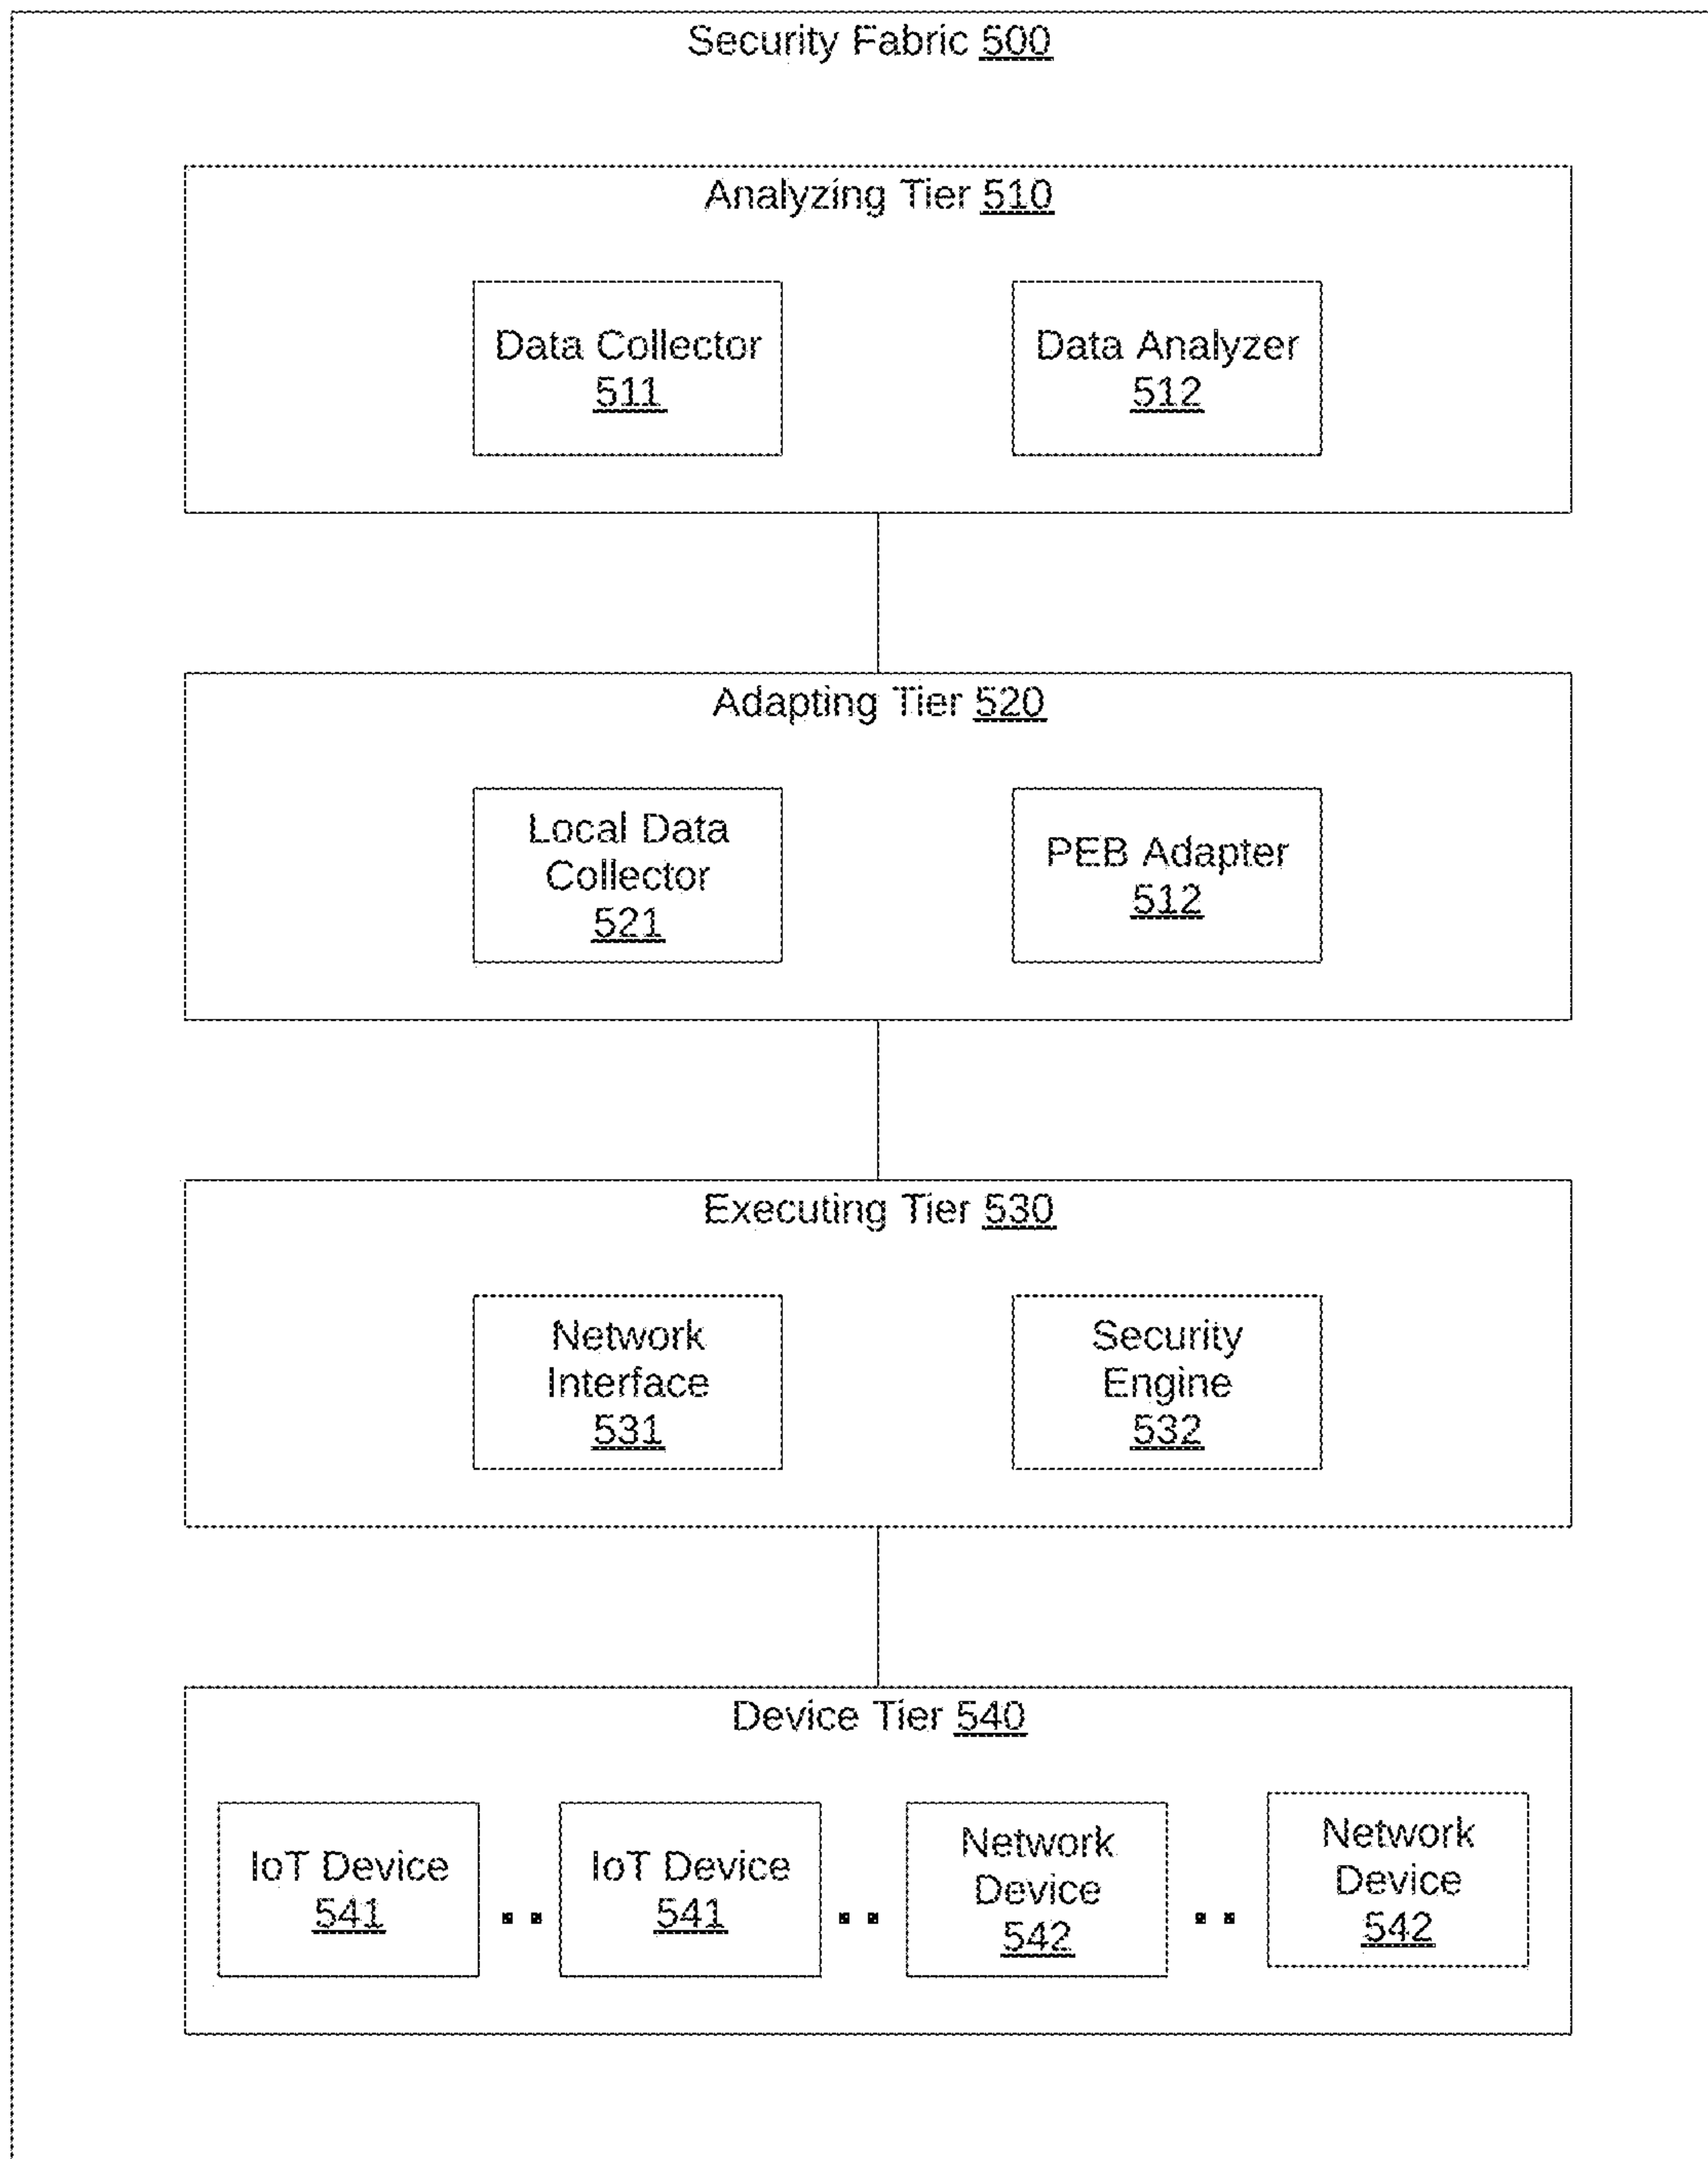 Security Fabric 500
Analyzing Tier 510
Data Collector
511
Data Analyzer
512
Adapting Tier 520
Local Data
Collector
521
PEB Adapter
512
Executing Tier 530
Network
Interface
531
Security
Engine
532
Device Tier 540
IoT Device
541
IoT Device
541
Network
Device
542
Network
Device
542